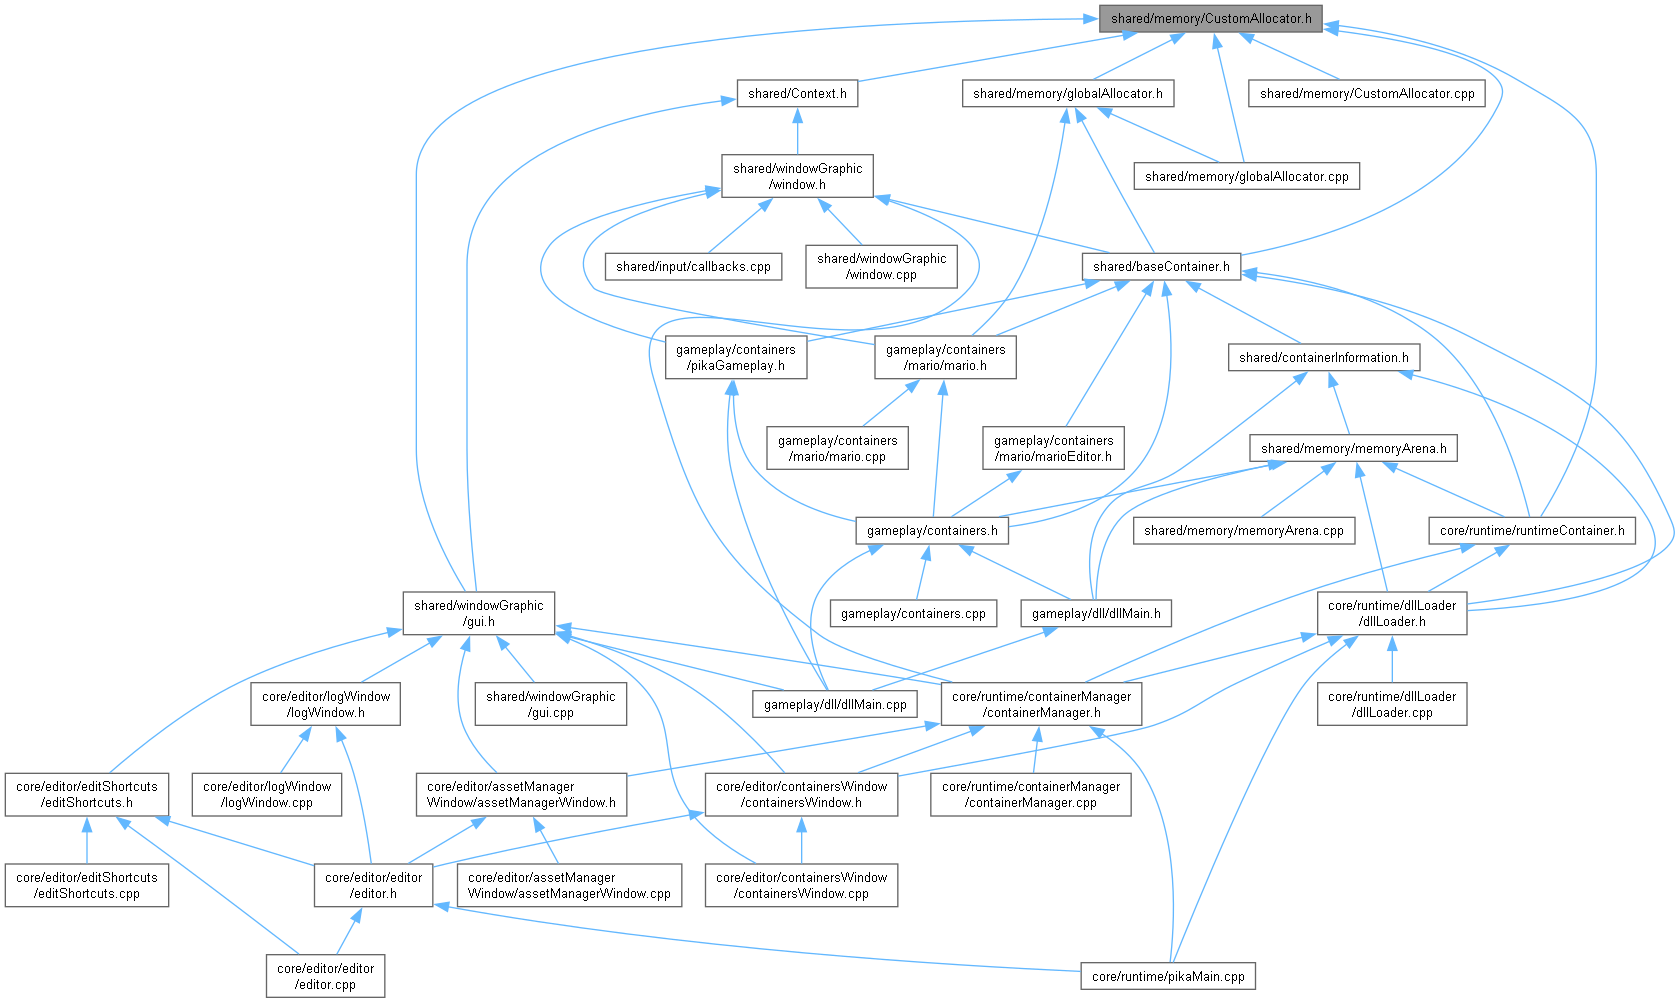 shared/memory/CustomAllocator.h
shared/Context.h
shared/memory/globalAllocator.h
shared/memory/CustomAllocator.cpp
shared/windowGraphic
/window.h
shared/memory/globalAllocator.cpp
shared/input/callbacks.cpp
shared/windowGraphic
/window.cpp
shared/baseContainer.h
gameplay/containers
/pikaGameplay.h
gameplay/containers
/mario/mario.h
shared/containerInformation.h
gameplay/containers
/mario/mario.cpp
gameplay/containers
/mario/marioEditor.h
shared/memory/memoryArena.h
gameplay/containers.h
shared/memory/memoryArena.cpp
core/runtime/runtimeContainer.h
shared/windowGraphic
/gui.h
gameplay/containers.cpp
gameplay/dll/dllMain.h
core/runtime/dllLoader
/dllLoader.h
core/editor/logWindow
/logWindow.h
shared/windowGraphic
/gui.cpp
gameplay/dll/dllMain.cpp
core/runtime/containerManager
/containerManager.h
core/runtime/dllLoader
/dllLoader.cpp
core/editor/editShortcuts
/editShortcuts.h
core/editor/logWindow
/logWindow.cpp
core/editor/assetManager
Window/assetManagerWindow.h
core/editor/containersWindow
/containersWindow.h
core/runtime/containerManager
/containerManager.cpp
core/editor/editShortcuts
/editShortcuts.cpp
core/editor/editor
/editor.h
core/editor/assetManager
Window/assetManagerWindow.cpp
core/editor/containersWindow
/containersWindow.cpp
core/editor/editor
/editor.cpp
core/runtime/pikaMain.cpp